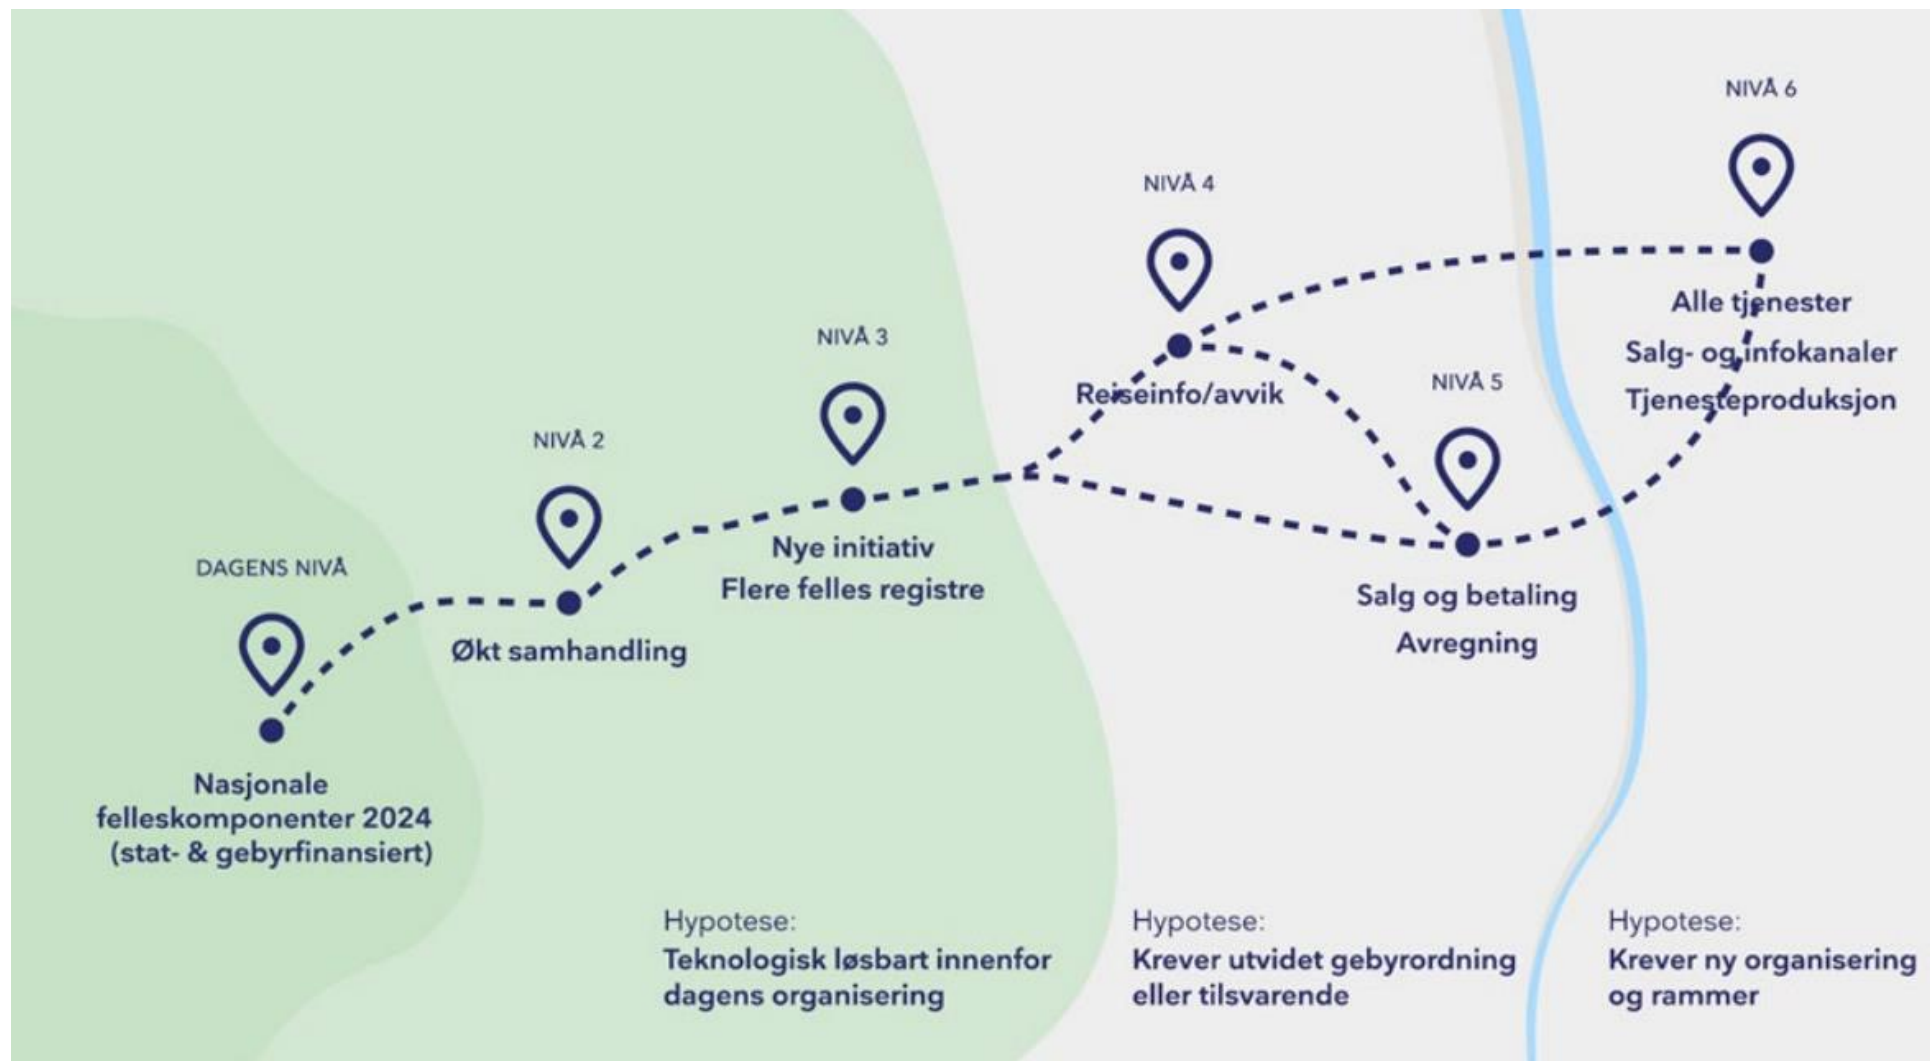 DAGENS NIVÅ
Nasjonale
felleskomponenter 2024
(stat- & gebyrfinansiert)
NIVÅ 2
Økt samhandling
NIVÅ 3
Nye initiativ
Flere felles registre
NIVÅ 4
Reiseinfo/avvik
NIVÅ 5
Salg og betaling
Avregning
NIVÅ 6
Alle tjenester
Salg- og infokanaler
Tjenesteproduksjon
Hypotese:
Teknologisk løsbart innenfor
dagens organisering
Hypotese:
Krever utvidet gebyrordning
eller tilsvarende
Hypotese:
Krever ny organisering
og rammer